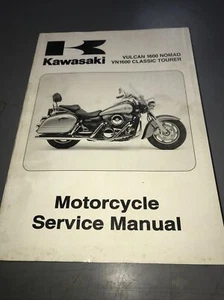 Kawasaki
VULCAN 1600 NOMAD
VN1600 CLASSIC TOURER
Motorcycle
Service Manual